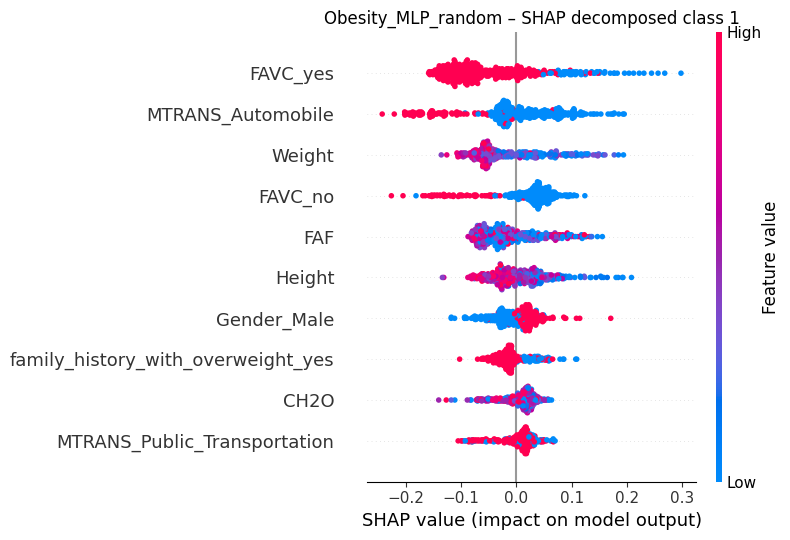 Obesity_MLP_random – SHAP decomposed class 1
High
FAVC_yes
MTRANS_Automobile
Weight
FAVC_no
FAF
Height
Gender_Male
family_history_with_overweight_yes
CH2O
MTRANS_Public_Transportation
Feature value
Low
−0.2 −0.1 0.0 0.1 0.2 0.3
SHAP value (impact on model output)